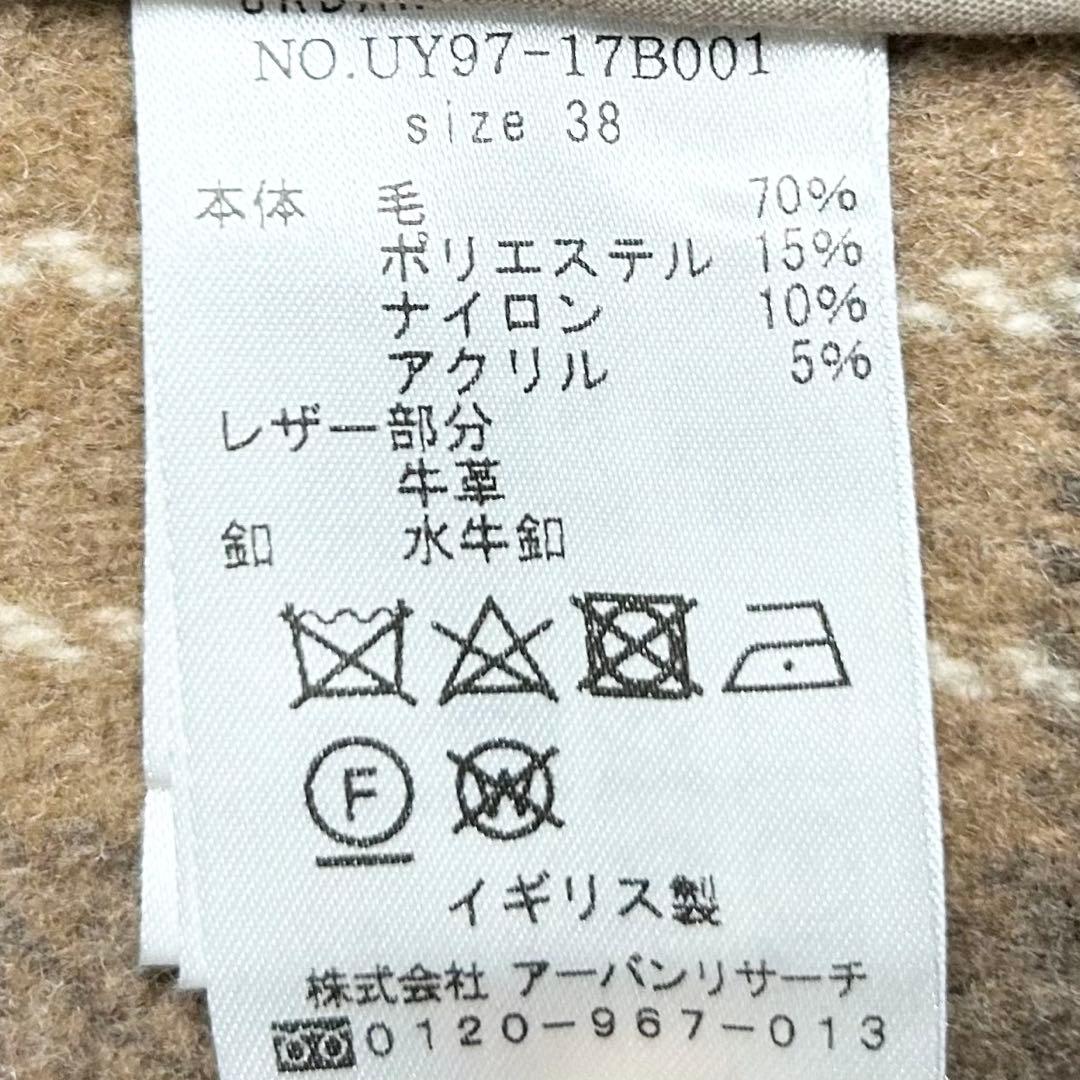 NO.UY97-17B001
size 38
本体 毛 70%
ポリエステル 15%
ナイロン 10%
アクリル 5%
レザー部分
牛革
釦 水牛釦
F
W
イギリス製
株式会社 アーバンリサーチ
0120-967-013